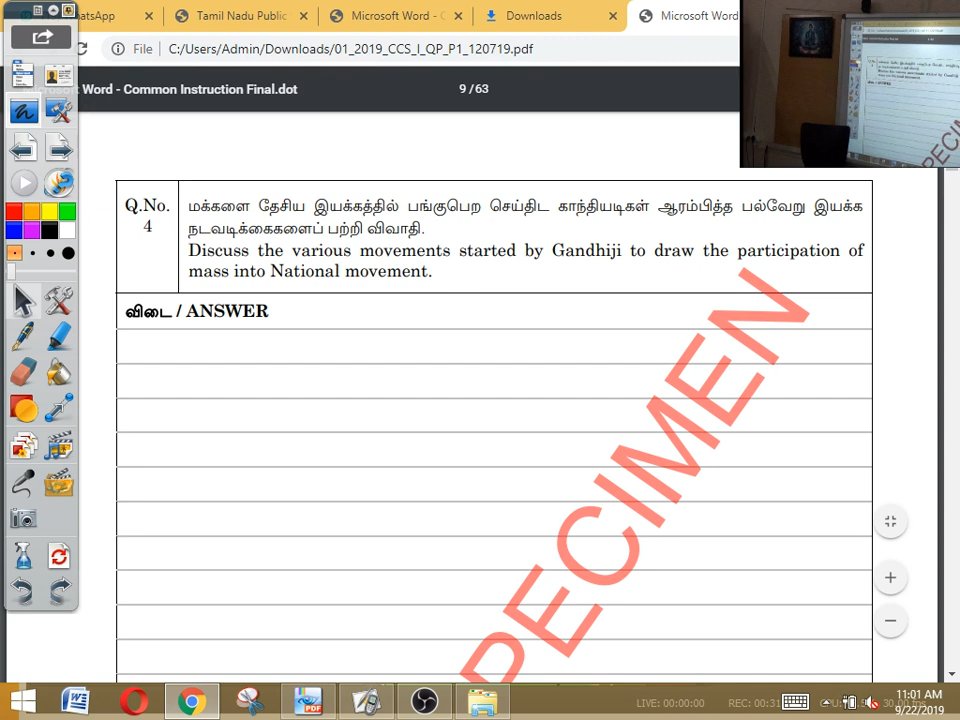 atsApp
Tamil Nadu Public
Microsoft Word - C
Downloads
Microsoft Word
File
C:/Users/Admin/Downloads/01_2019_CCS_I_QP_P1_120719.pdf
Word - Common Instruction Final.dot
9 / 63
Q.No.
4
மக்களை தேசிய இயக்கத்தில் பங்குபெற செய்திட காந்தியடிகள் ஆரம்பித்த பல்வேறு இயக்க
நடவடிக்கைகளைப் பற்றி விவாதி.
Discuss the various movements started by Gandhiji to draw the participation of
mass into National movement.
விடை / ANSWER
PECIMEN
LIVE: 00:00:00
REC: 00:31
30.00 fps
11:01 AM
9/22/2019